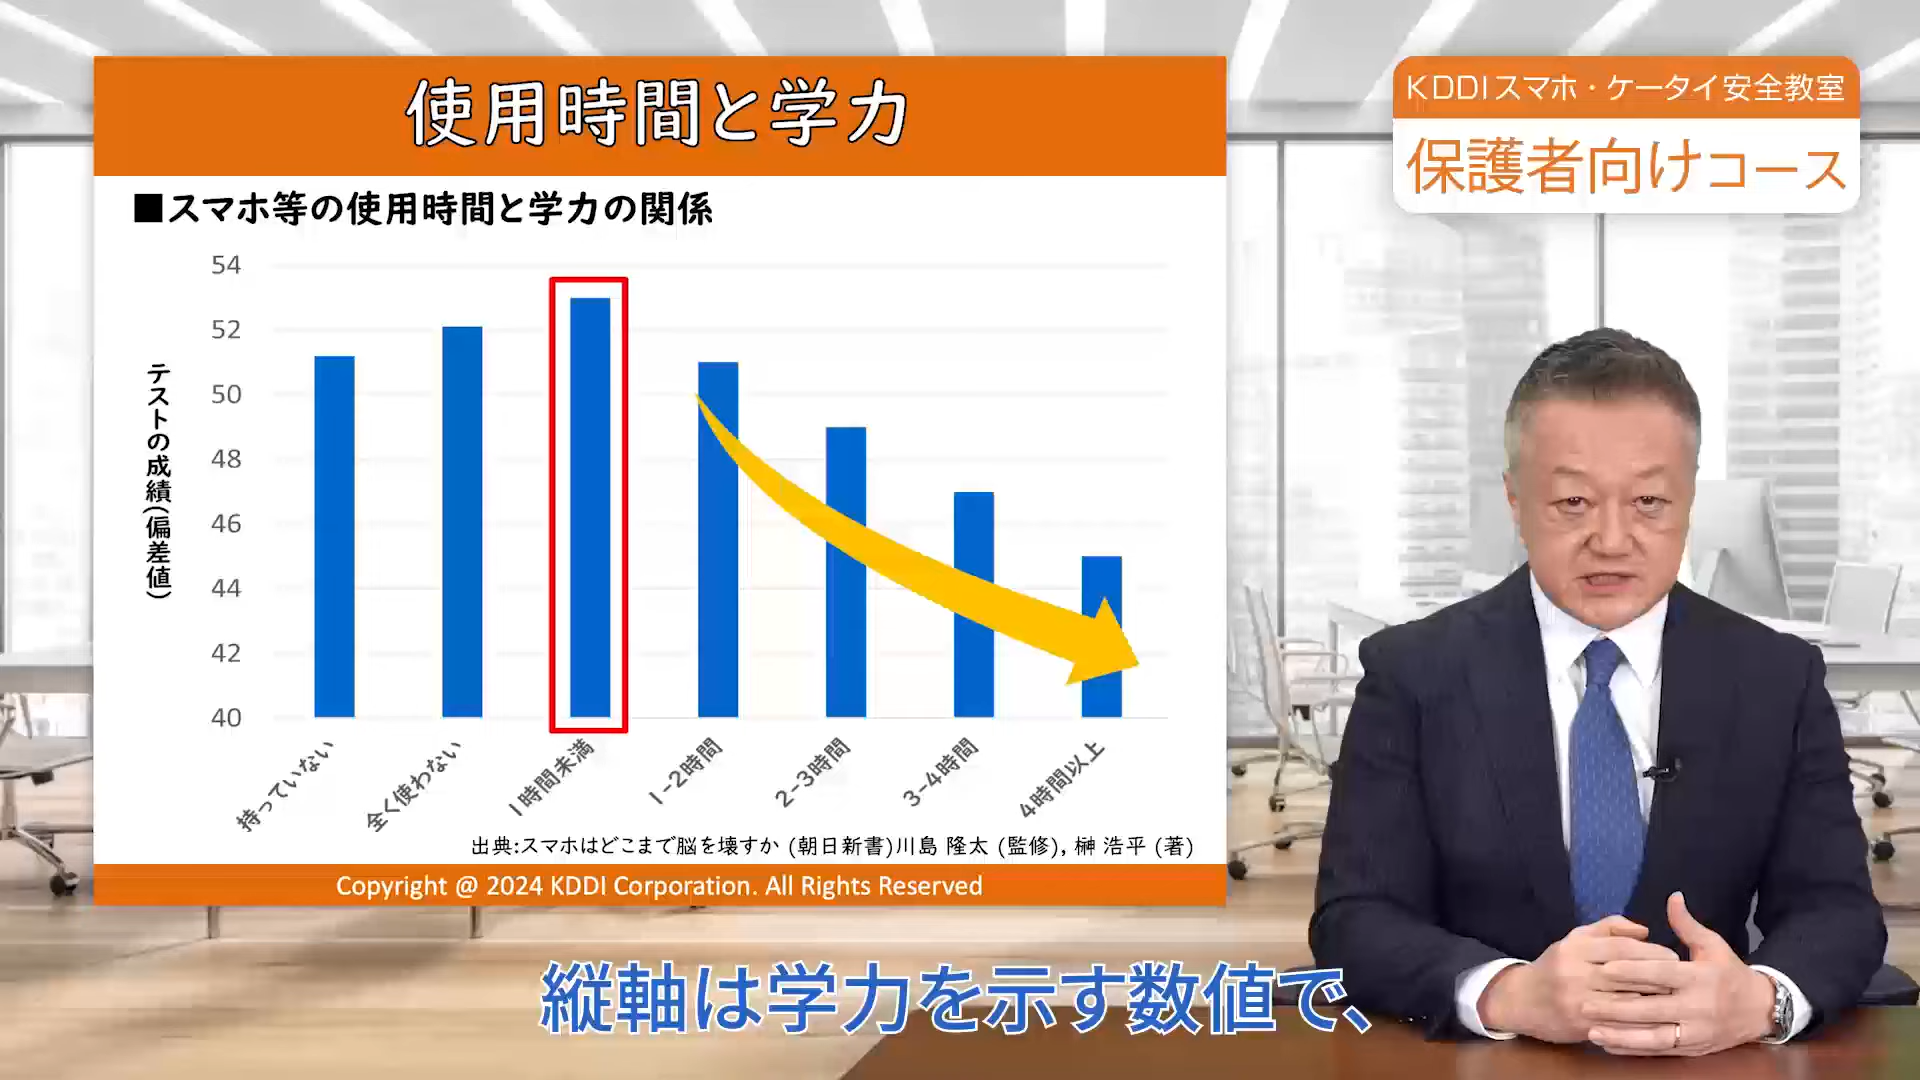 使用時間と学力
KDDIスマホ・ケータイ安全教室
保護者向けコース
■スマホ等の使用時間と学力の関係
テストの成績(偏差値)
54
52
50
48
46
44
42
40
持っていない
全く使わない
1時間未満
1-2時間
2-3時間
3-4時間
4時間以上
出典:スマホはどこまで脳を壊すか (朝日新書)川島 隆太 (監修), 榊 浩平 (著)
Copyright @ 2024 KDDI Corporation. All Rights Reserved
縦軸は学力を示す数値で、